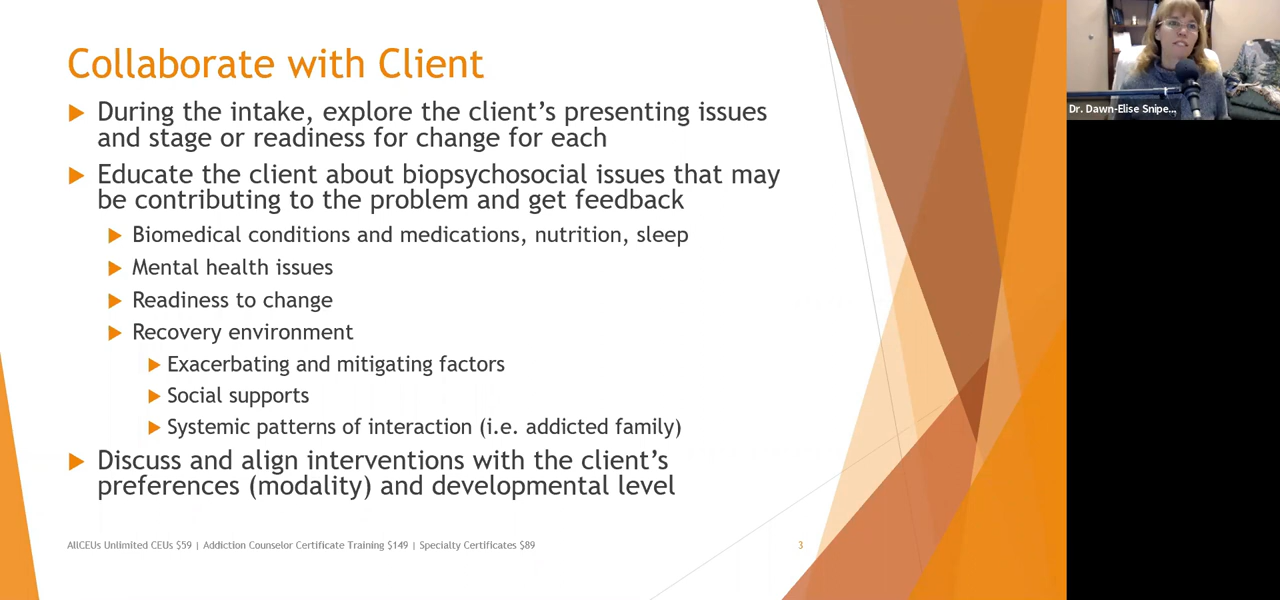 Collaborate with Client
During the intake, explore the client's presenting issues
and stage or readiness for change for each
Educate the client about biopsychosocial issues that may
be contributing to the problem and get feedback
Biomedical conditions and medications, nutrition, sleep
Mental health issues
Readiness to change
Recovery environment
Exacerbating and mitigating factors
Social supports
Systemic patterns of interaction (i.e. addicted family)
Discuss and align interventions with the client's
preferences (modality) and developmental level
AllCEUs Unlimited CEUs $59 | Addiction Counselor Certificate Training $149 | Specialty Certificates $89
3
Dr. Dawn-Elise Snipe...